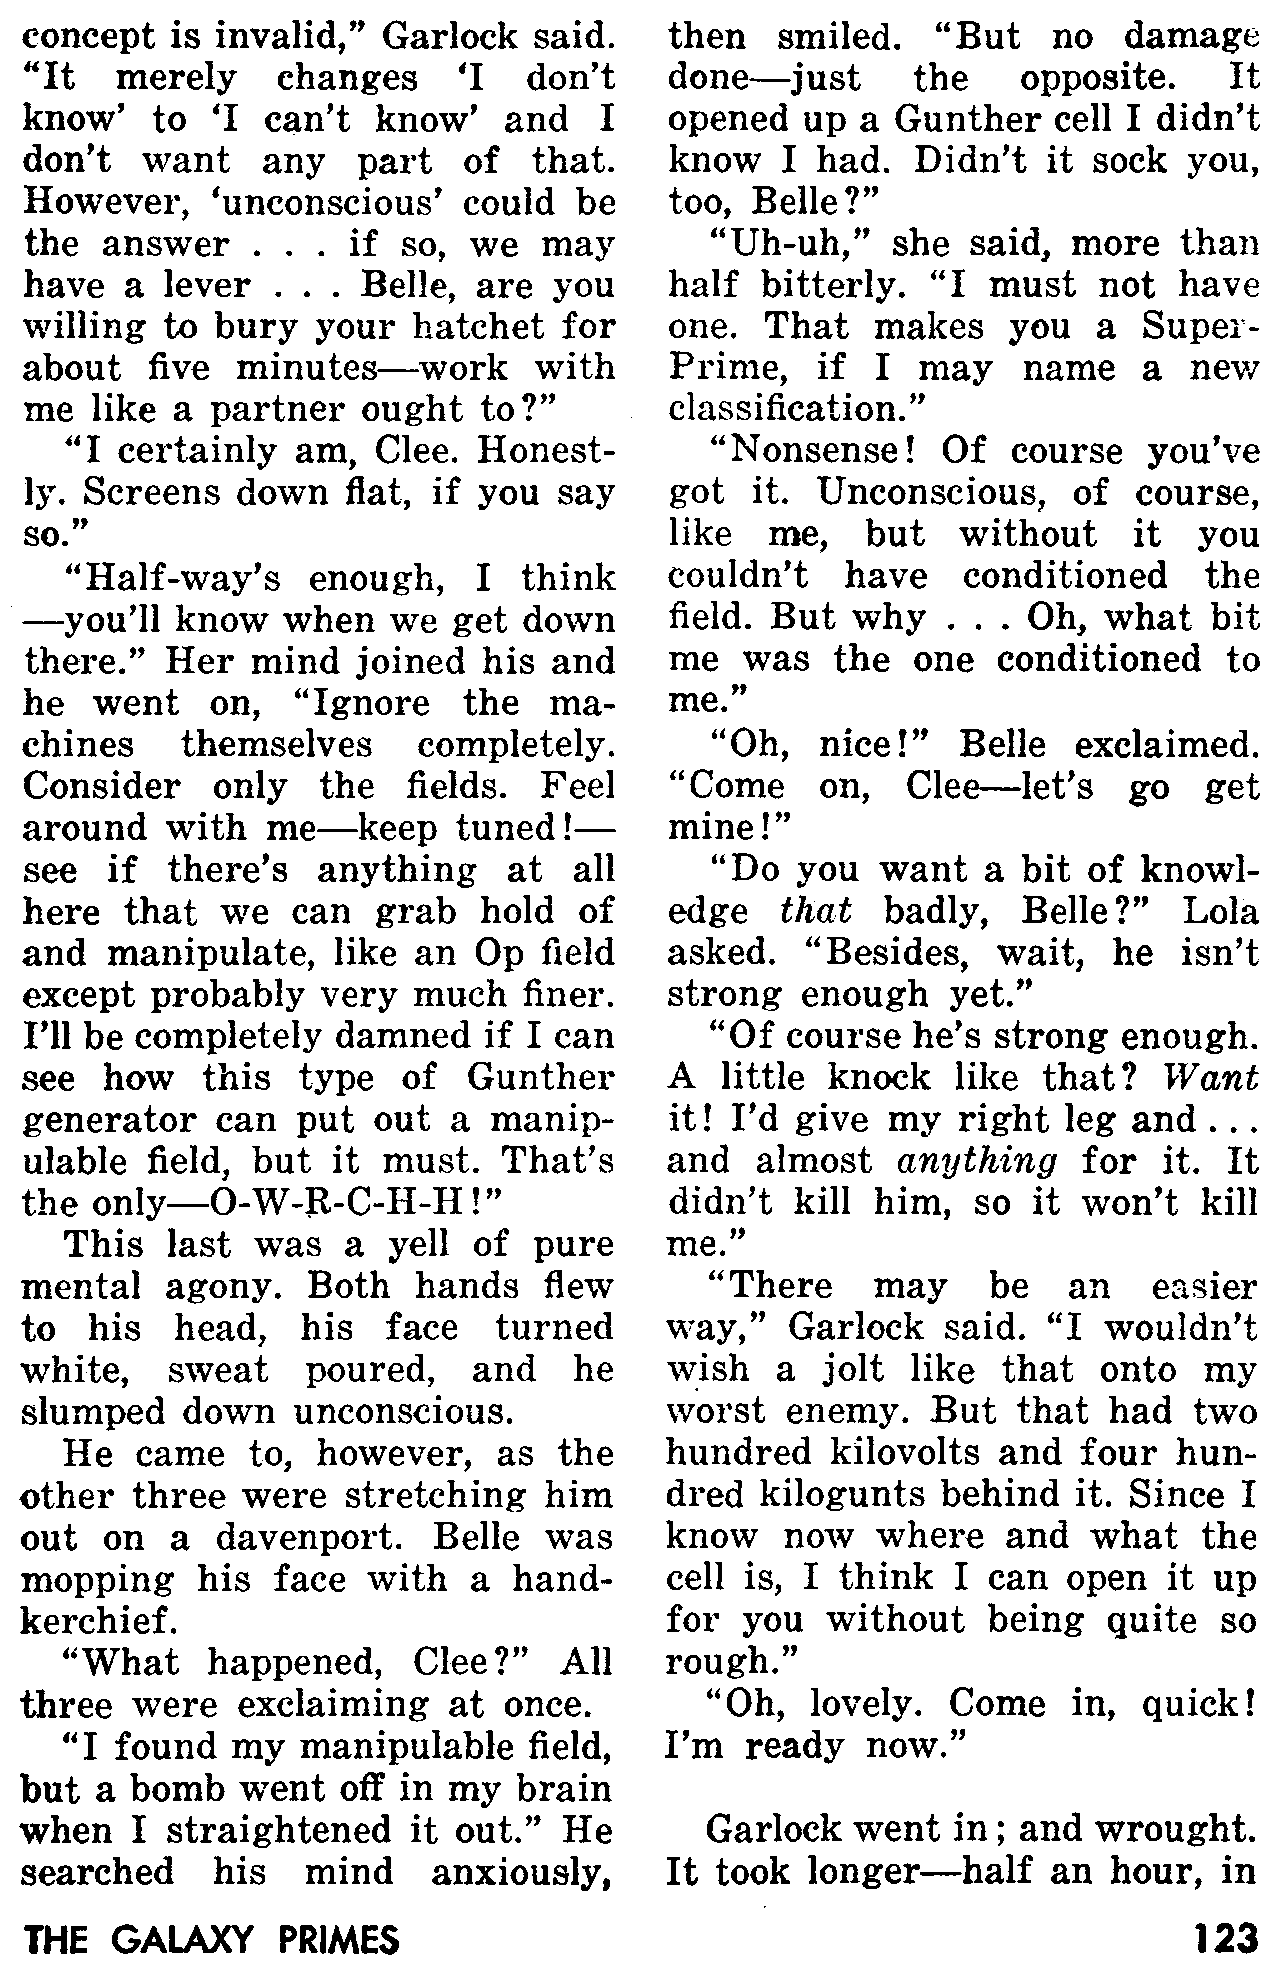 concept is invalid,” Garlock said.
“It merely changes ‘I don’t
know’ to ‘I can’t know’ and I
don’t want any part of that.
However, ‘unconscious’ could be
the answer . . . if so, we may
have a lever . . . Belle, are you
willing to bury your hatchet for
about five minutes—work with
me like a partner ought to?”
“I certainly am, Clee. Honest-
ly. Screens down flat, if you say
so.”
“Half-way’s enough, I think
—you’ll know when we get down
there.” Her mind joined his and
he went on, “Ignore the ma-
chines themselves completely.
Consider only the fields. Feel
around with me—keep tuned!—
see if there’s anything at all
here that we can grab hold of
and manipulate, like an Op field
except probably very much finer.
I’ll be completely damned if I can
see how this type of Gunther
generator can put out a manip-
ulable field, but it must. That’s
the only—O-W-R-C-H-H!”
This last was a yell of pure
mental agony. Both hands flew
to his head, his face turned
white, sweat poured, and he
slumped down unconscious.
He came to, however, as the
other three were stretching him
out on a davenport. Belle was
mopping his face with a hand-
kerchief.
“What happened, Clee?” All
three were exclaiming at once.
“I found my manipulable field,
but a bomb went off in my brain
when I straightened it out.” He
searched his mind anxiously,
then smiled. “But no damage
done—just the opposite. It
opened up a Gunther cell I didn’t
know I had. Didn’t it sock you,
too, Belle?”
“Uh-uh,” she said, more than
half bitterly. “I must not have
one. That makes you a Super-
Prime, if I may name a new
classification.”
“Nonsense! Of course you’ve
got it. Unconscious, of course,
like me, but without it you
couldn’t have conditioned the
field. But why . . . Oh, what bit
me was the one conditioned to
me.”
“Oh, nice!” Belle exclaimed.
“Come on, Clee—let’s go get
mine!”
“Do you want a bit of knowl-
edge that badly, Belle?” Lola
asked. “Besides, wait, he isn’t
strong enough yet.”
“Of course he’s strong enough.
A little knock like that? Want
it! I’d give my right leg and . . .
and almost anything for it. It
didn’t kill him, so it won’t kill
me.”
“There may be an easier
way,” Garlock said. “I wouldn’t
wish a jolt like that onto my
worst enemy. But that had two
hundred kilovolts and four hun-
dred kilogunts behind it. Since I
know now where and what the
cell is, I think I can open it up
for you without being quite so
rough.”
“Oh, lovely. Come in, quick!
I’m ready now.”
Garlock went in; and wrought.
It took longer—half an hour, in
THE GALAXY PRIMES
123